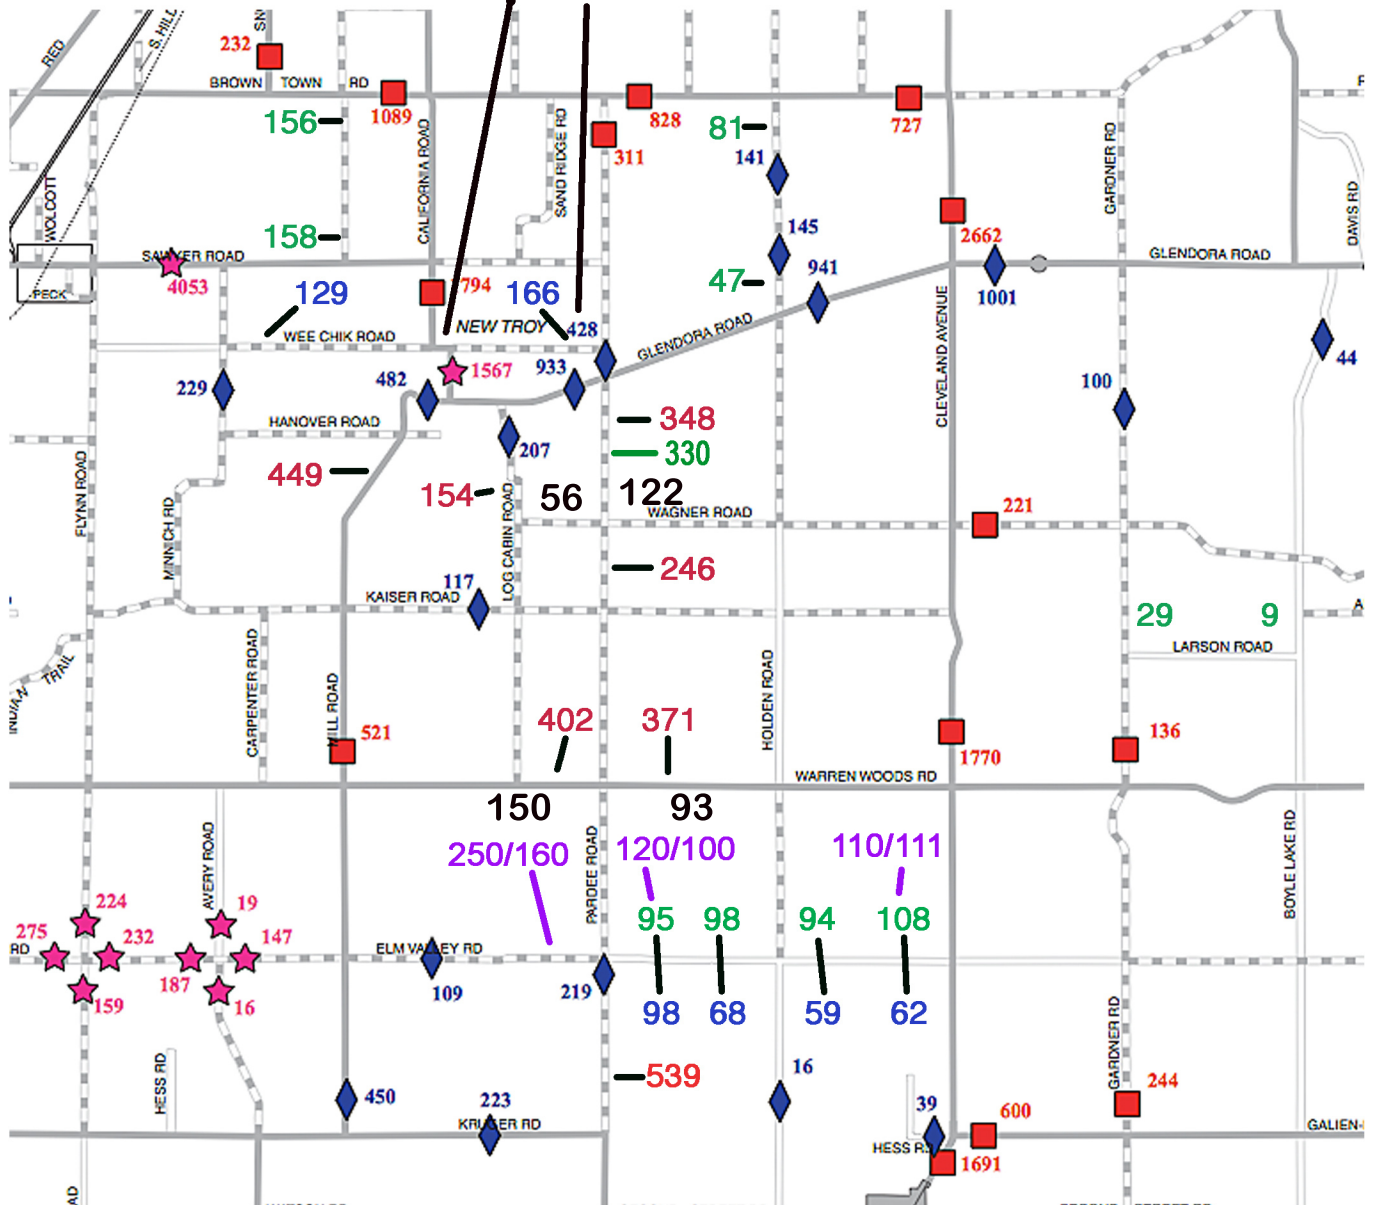 RED
S. HILL
SN
232
BROWN TOWN RD
1089
828
727
156
81
311
141
CALIFORNIA ROAD
SAND RIDGE RD
GARDNER RD
WOLCOTT
DAVIS RD
158
145
2662
SAWYER ROAD
GLENDORA ROAD
4053
PECK
129
794
166
47
941
1001
NEW TROY
428
WEE CHIK ROAD
GLENDORA ROAD
CLEVELAND AVENUE
44
229
482
1567
933
100
HANOVER ROAD
348
207
330
449
154
56
122
FLYNN ROAD
MINNICH RD
LOG CABIN ROAD
WAGNER ROAD
221
246
117
KAISER ROAD
29
9
A
LARSON ROAD
INDIAN TRAIL
CARPENTER ROAD
MILL ROAD
HOLDEN ROAD
402
371
521
1770
136
WARREN WOODS RD
150
93
250/160
120/100
110/111
AVERY ROAD
PARDEE ROAD
BOYLE LAKE RD
224
19
95
98
94
108
275
232
147
RD
ELM VALLEY RD
187
159
16
109
219
98
68
59
62
HESS RD
GARDNER RD
539
16
244
450
223
39
600
KRUGER RD
HESS RD
GALIEN-
1691
AD